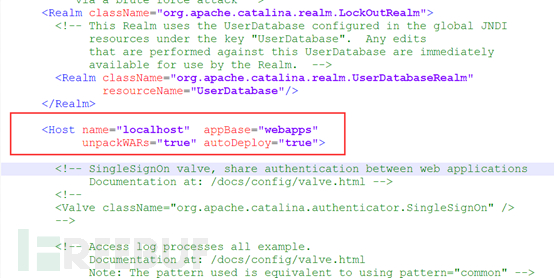 via a brute-force attack -->
<Realm className="org.apache.catalina.realm.LockOutRealm">
<!-- This Realm uses the UserDatabase configured in the global JNDI
resources under the key "UserDatabase".  Any edits
that are performed against this UserDatabase are immediately
available for use by the Realm.  -->
<Realm className="org.apache.catalina.realm.UserDatabaseRealm"
resourceName="UserDatabase"/>
</Realm>
<Host name="localhost"  appBase="webapps"
unpackWARs="true" autoDeploy="true">
<!-- SingleSignOn valve, share authentication between web applications
Documentation at: /docs/config/valve.html -->
<!--
<Valve className="org.apache.catalina.authenticator.SingleSignOn" />
-->
<!-- Access log processes all example.
Documentation at: /docs/config/valve.html
Note: The pattern used is equivalent to using pattern="common" -->
FREEBUF